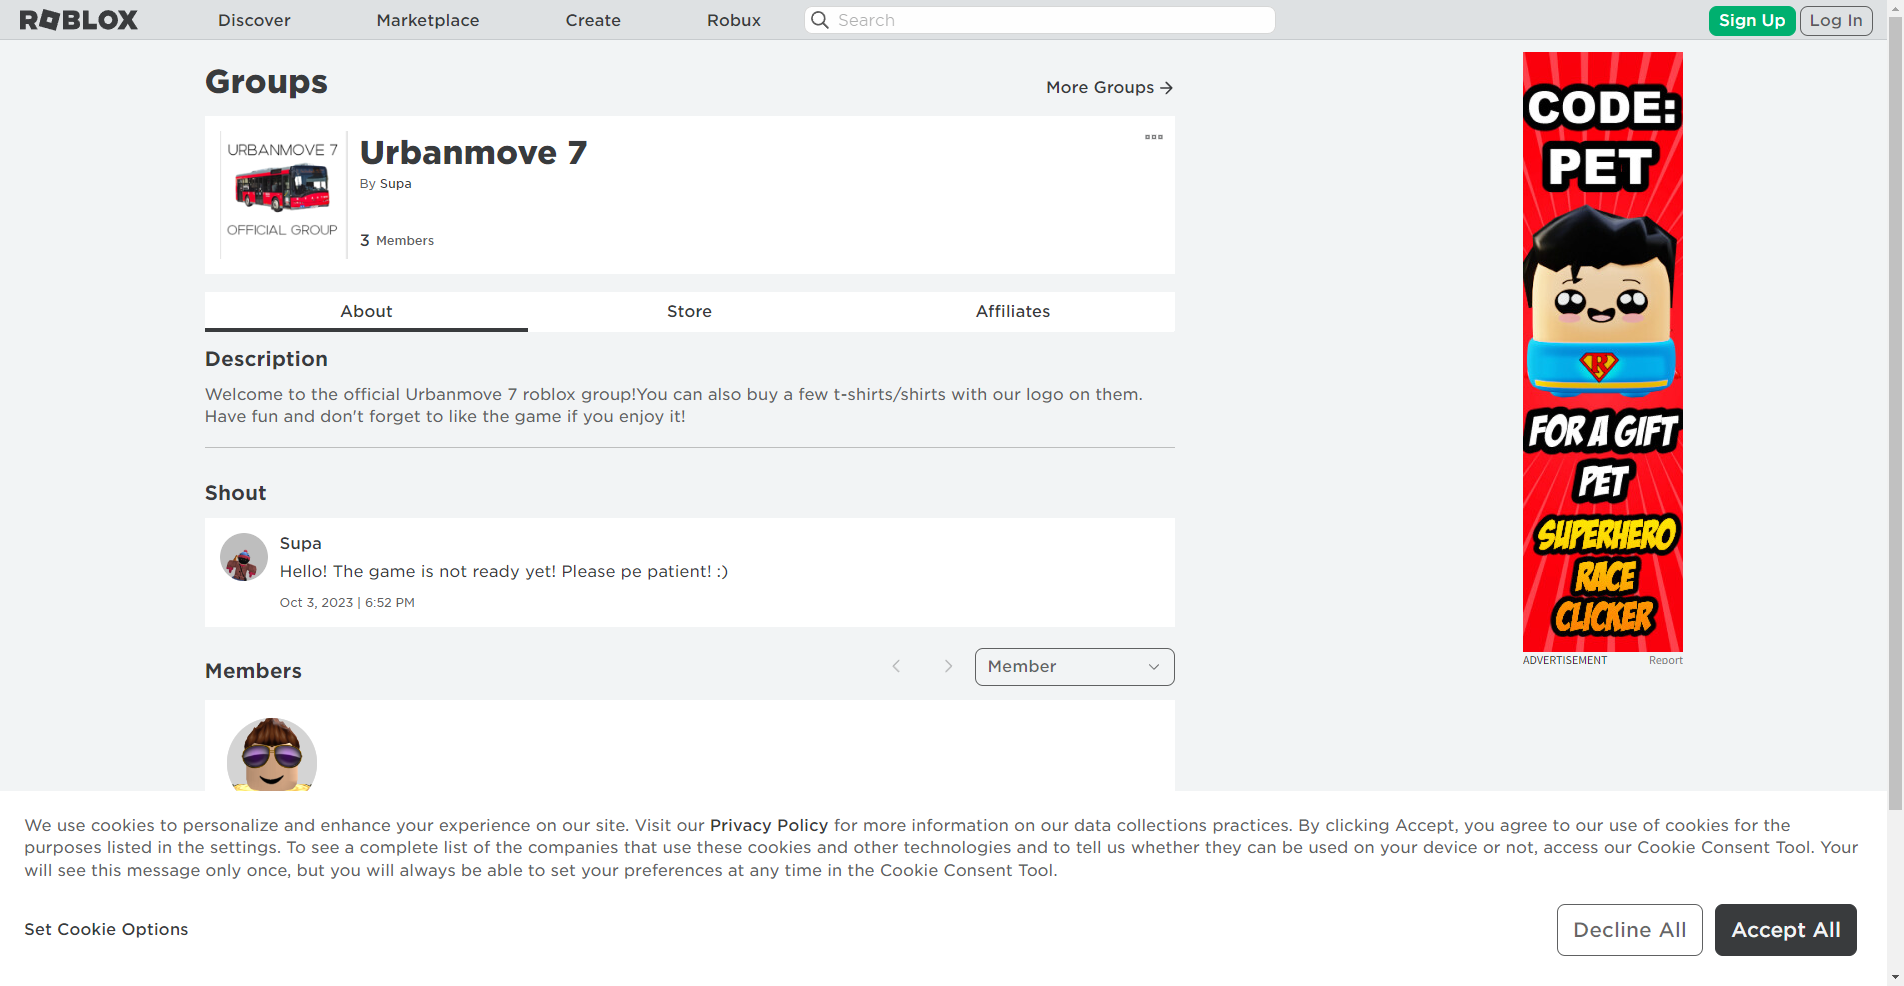 ROBLOX Discover Marketplace Create Robux Search Sign Up Log In
Groups
More Groups
URBANMOVE 7
OFFICIAL GROUP
Urbanmove 7
By Supa
3 Members
About Store Affiliates
Description
Welcome to the official Urbanmove 7 roblox group!You can also buy a few t-shirts/shirts with our logo on them.
Have fun and don't forget to like the game if you enjoy it!
Shout
Supa
Hello! The game is not ready yet! Please pe patient! :)
Oct 3, 2023 | 6:52 PM
Members
Member
CODE:
PET
R
FOR A GIFT
PET
SUPERHERO
RACE
CLICKER
ADVERTISEMENT Report
We use cookies to personalize and enhance your experience on our site. Visit our Privacy Policy for more information on our data collections practices. By clicking Accept, you agree to our use of cookies for the
purposes listed in the settings. To see a complete list of the companies that use these cookies and other technologies and to tell us whether they can be used on your device or not, access our Cookie Consent Tool. Your
will see this message only once, but you will always be able to set your preferences at any time in the Cookie Consent Tool.
Set Cookie Options
Decline All
Accept All